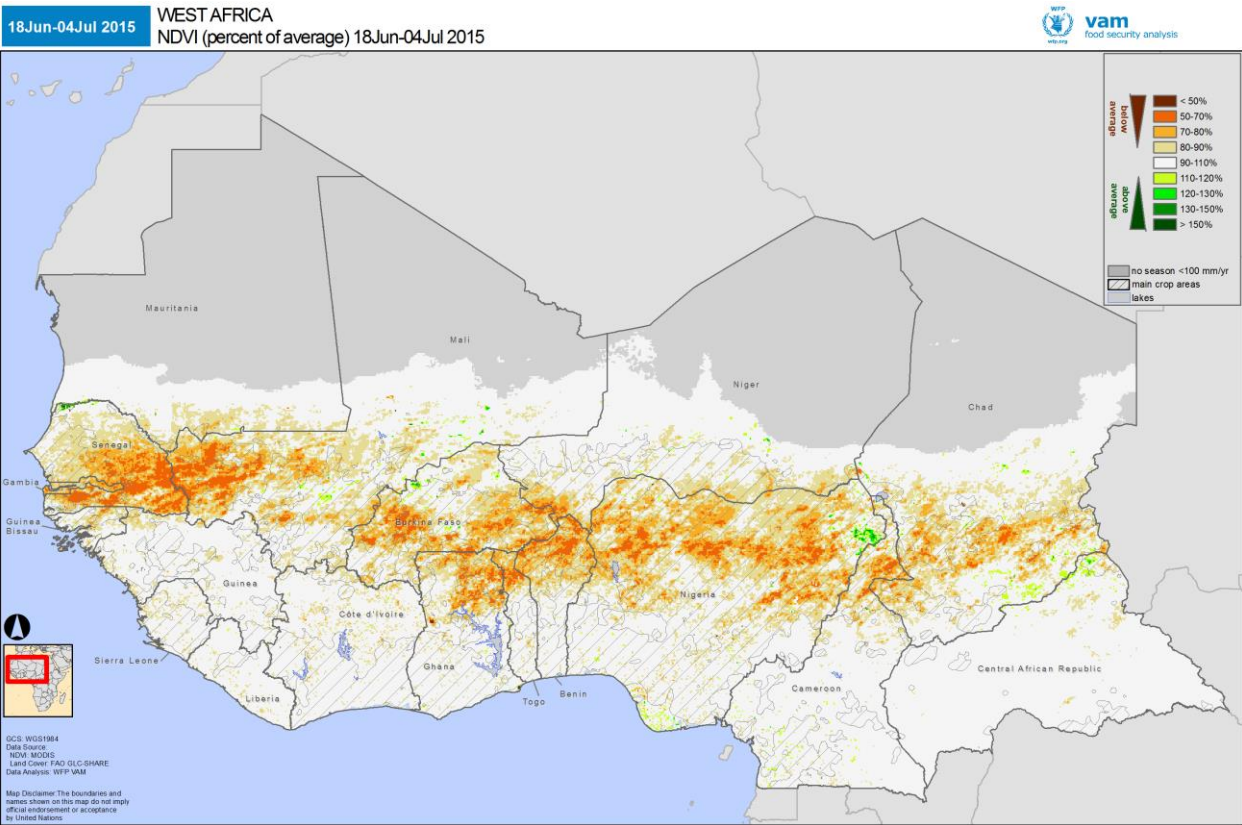 18Jun-04Jul 2015
WEST AFRICA
NDVI (percent of average) 18Jun-04Jul 2015
WFP
wfp.org
vam
food security analysis
below
average
above
average
< 50%
50-70%
70-80%
80-90%
90-110%
110-120%
120-130%
130-150%
> 150%
no season <100 mm/yr
main crop areas
lakes
Mauritania
Mali
Niger
Chad
Senegal
Gambia
Guinea
Bissau
Burkina Faso
Guinea
Côte d'Ivoire
Nigeria
Sierra Leone
Ghana
Liberia
Togo
Benin
Cameroon
Central African Republic
GCS: WGS1984
Data Source:
NDVI: MODIS
Land Cover: FAO GLC-SHARE
Data Analysis: WFP VAM
Map Disclaimer:The boundaries and
names shown on this map do not imply
official endorsement or acceptance
by United Nations